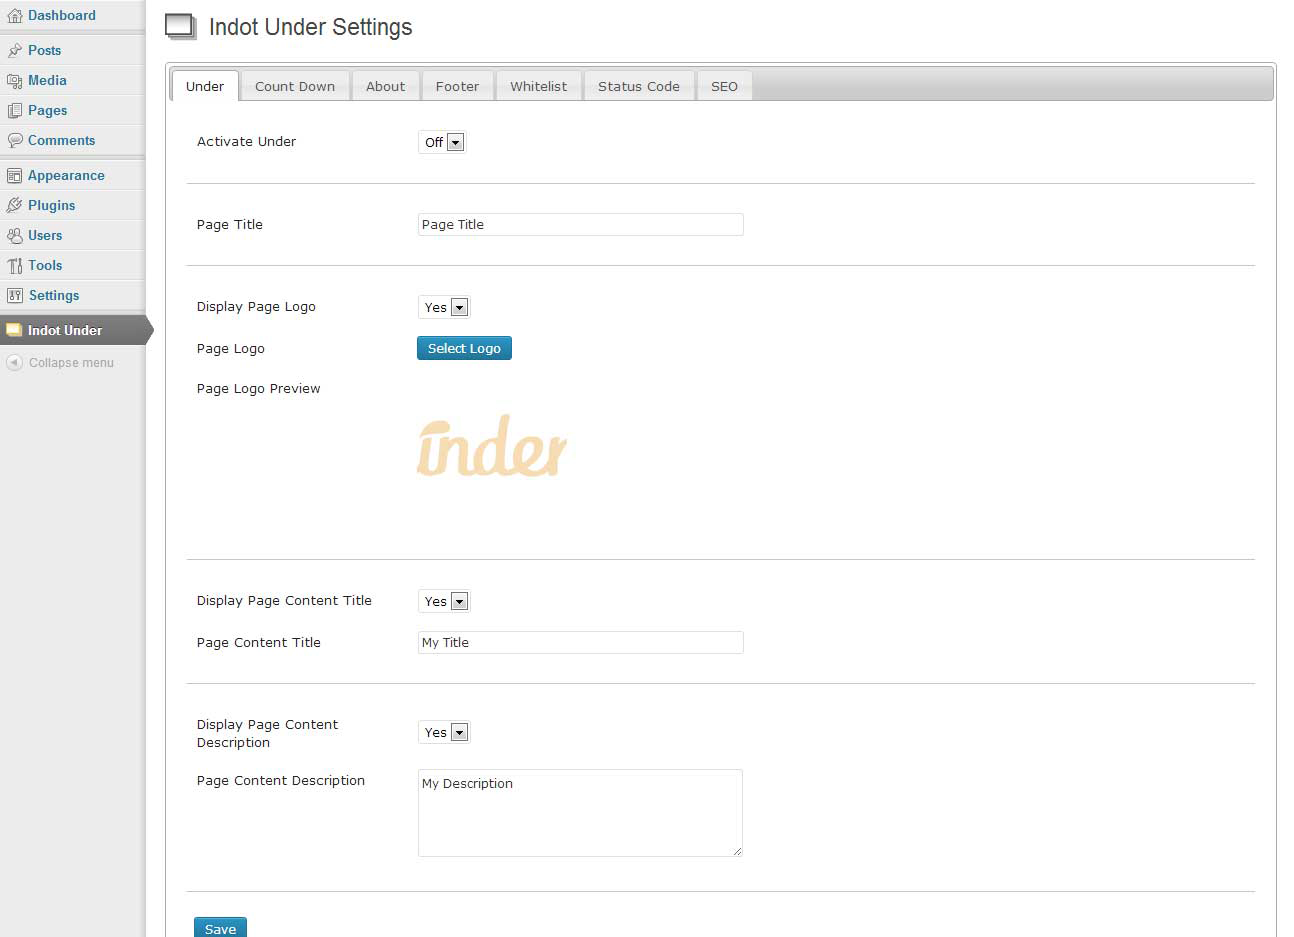 Dashboard
Posts
Media
Pages
Comments
Appearance
Plugins
Users
Tools
Settings
Indot Under
Collapse menu
Indot Under Settings
Under Count Down About Footer Whitelist Status Code SEO
Activate Under Off
Page Title Page Title
Display Page Logo Yes
Page Logo Select Logo
Page Logo Preview
inder
Display Page Content Title Yes
Page Content Title My Title
Display Page Content
Description
Yes
Page Content Description My Description
Save